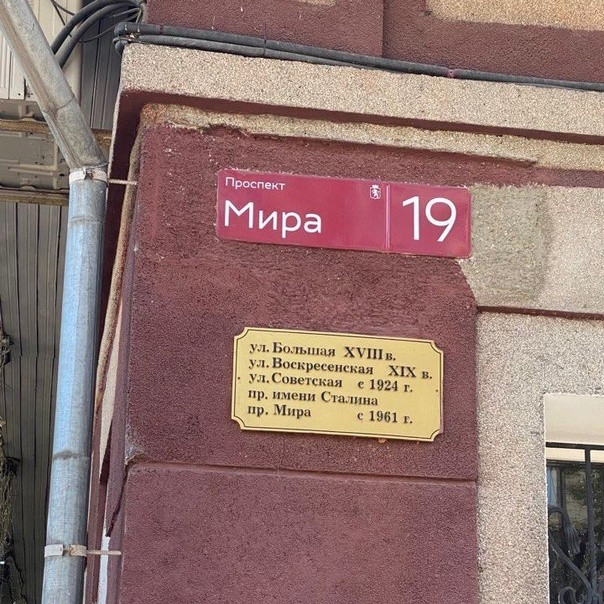 Проспект
Мира 19
ул. Большая XVIII в.
ул. Воскресенская XIX в.
ул. Советская с 1924 г.
пр. имени Сталина
пр. Мира с 1961 г.